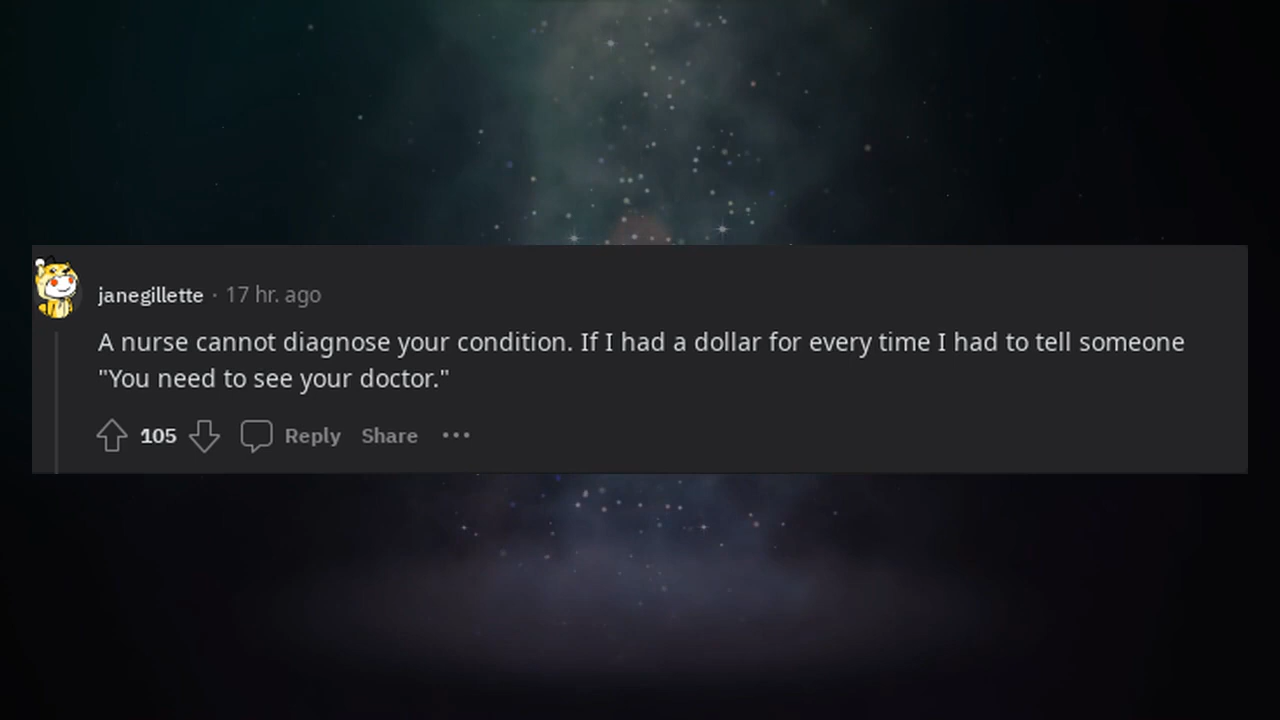 janegillette · 17 hr. ago
A nurse cannot diagnose your condition. If I had a dollar for every time I had to tell someone
"You need to see your doctor."
105 Reply Share •••